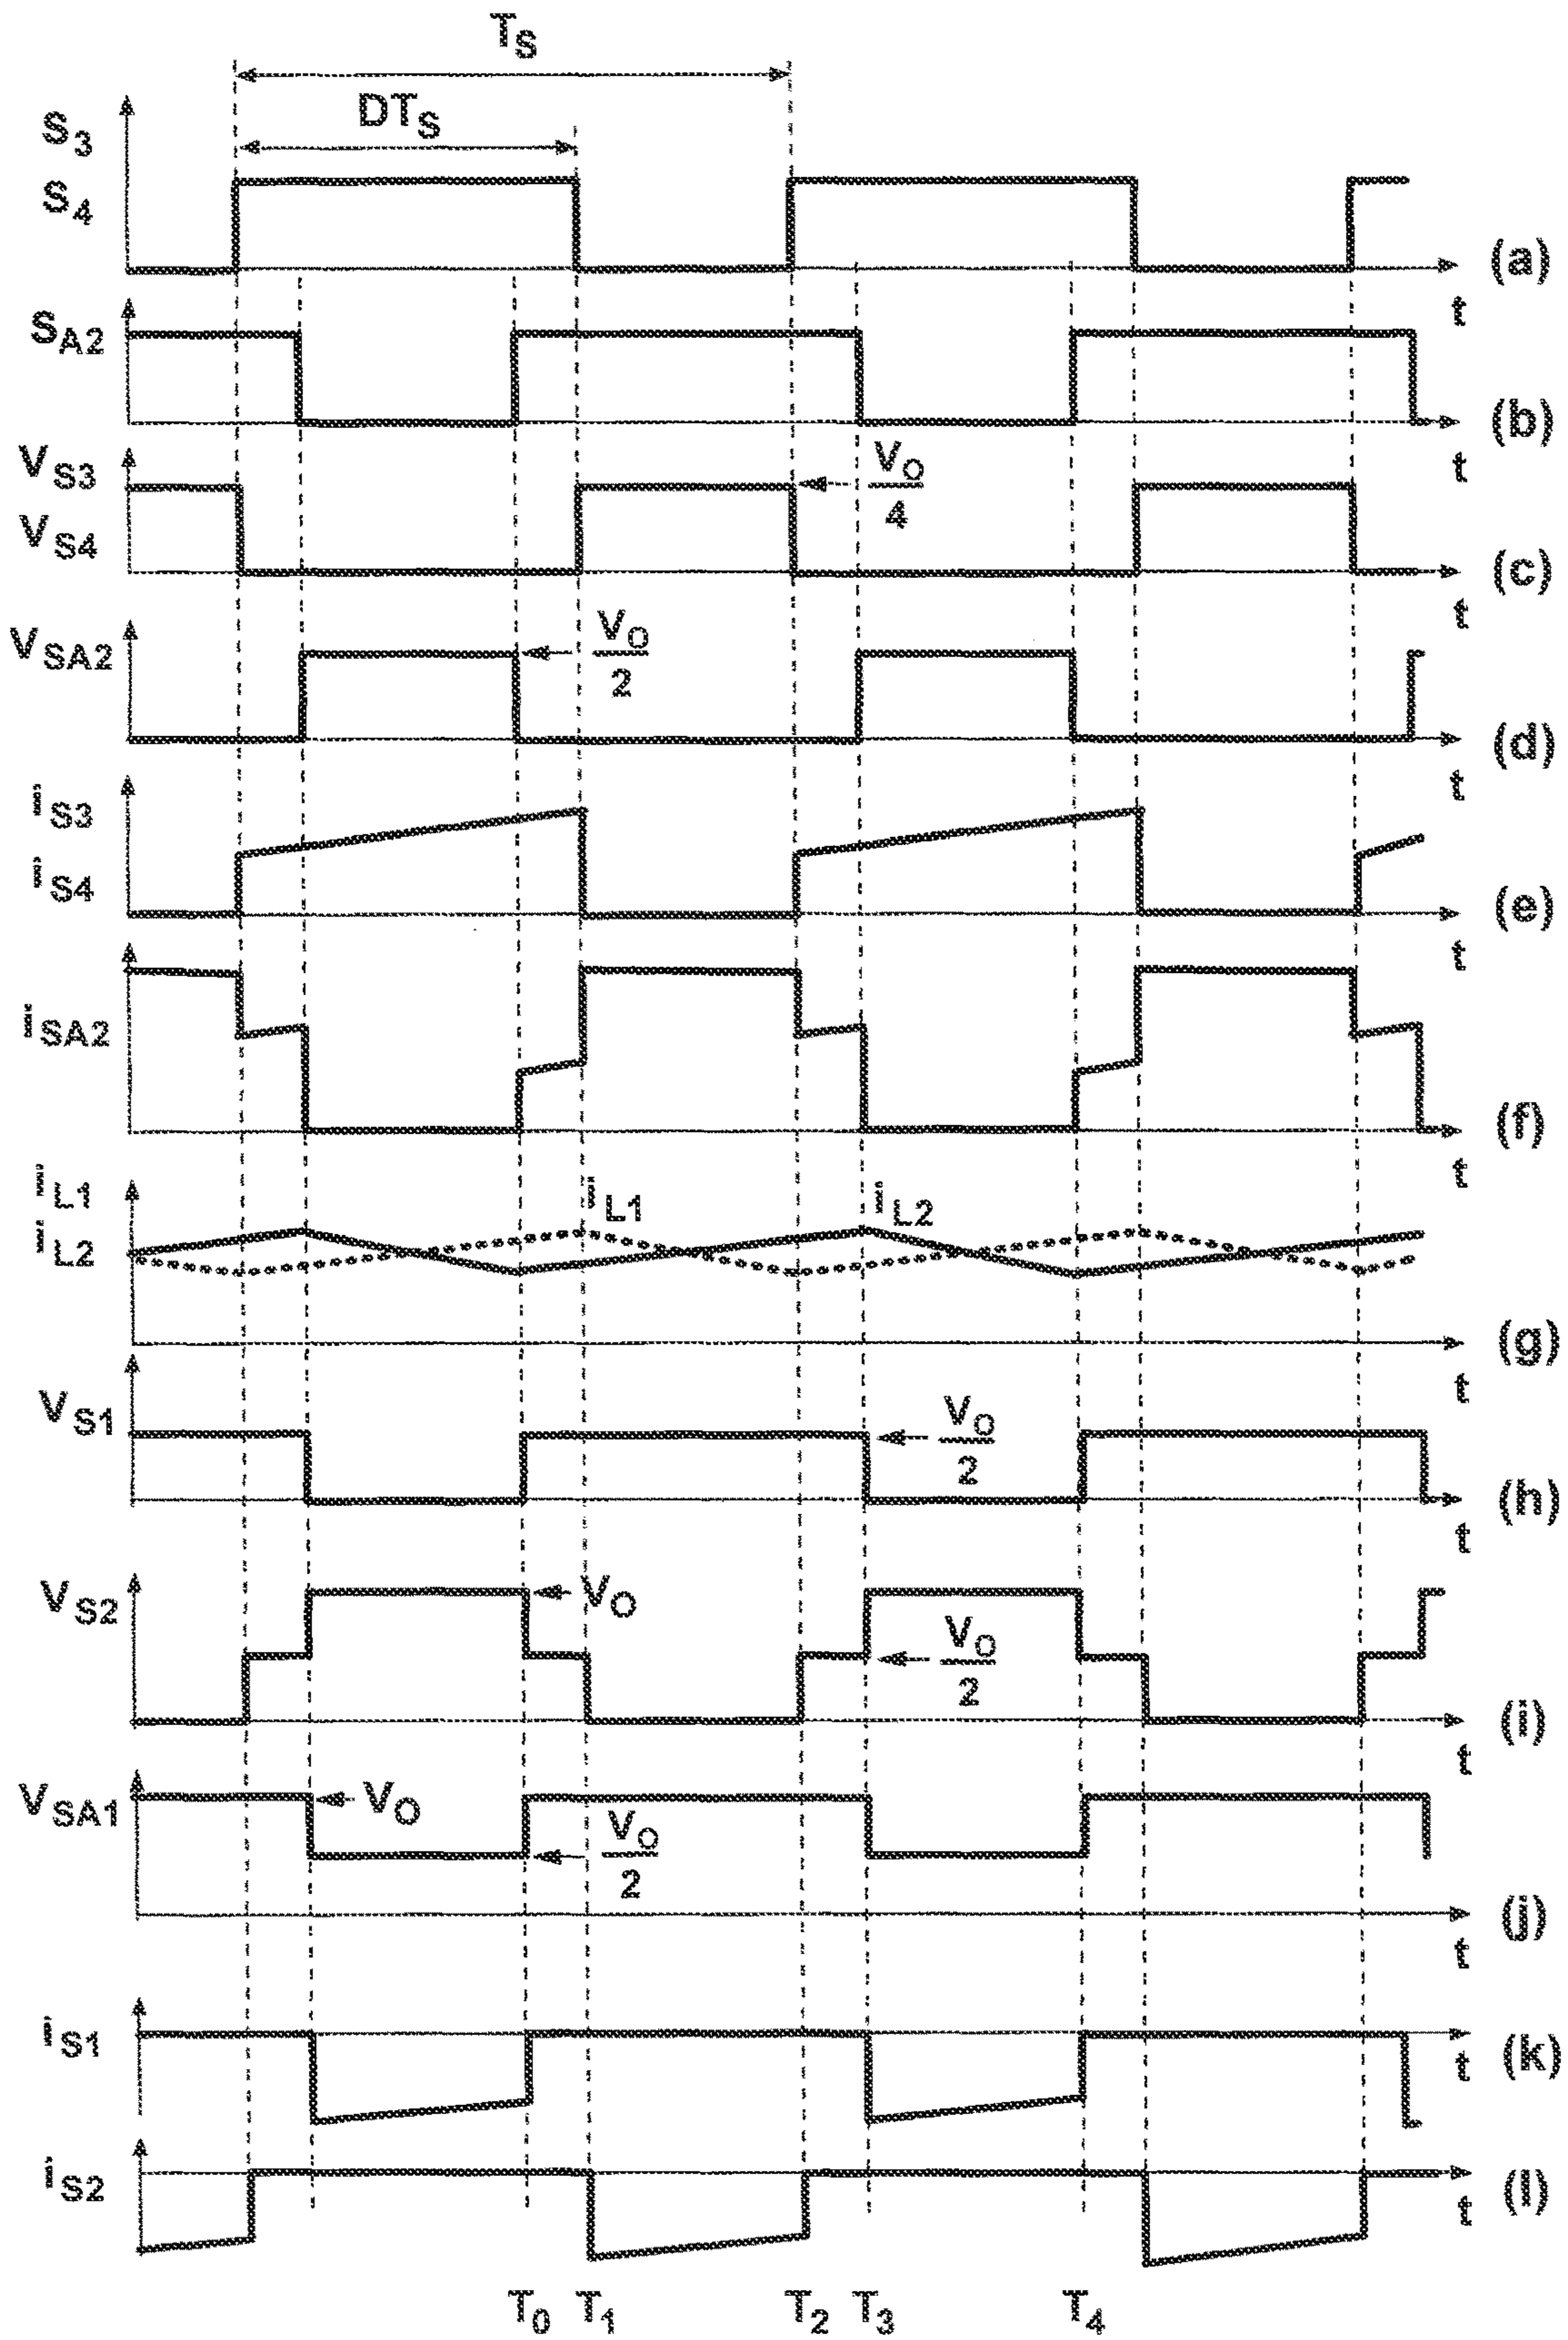 T_S
DT_S
S_3
S_4
(a)
t
S_A2
(b)
t
V_S3
V_S4
V_O/4
(c)
t
V_SA2
V_O/2
(d)
t
i_S3
i_S4
(e)
t
i_SA2
(f)
t
i_L1
i_L2
i_L1
i_L2
(g)
t
V_S1
V_O/2
(h)
t
V_S2
V_O
V_O/2
(i)
t
V_SA1
V_O
V_O/2
(j)
t
i_S1
(k)
t
i_S2
(l)
t
T_0 T_1 T_2 T_3 T_4